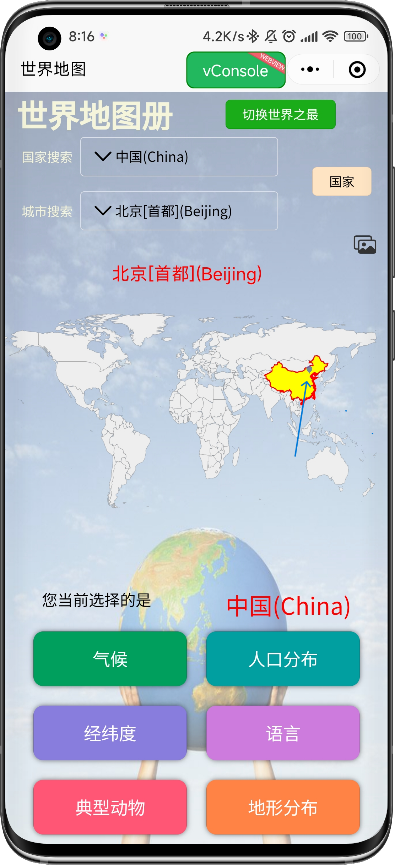 8:16
4.2K/s
100
世界地图
vConsole
WEBVIEW
世界地图册
切换世界之最
国家搜索
中国(China)
国家
城市搜索
北京[首都](Beijing)
北京[首都](Beijing)
您当前选择的是
中国(China)
气候
人口分布
经纬度
语言
典型动物
地形分布